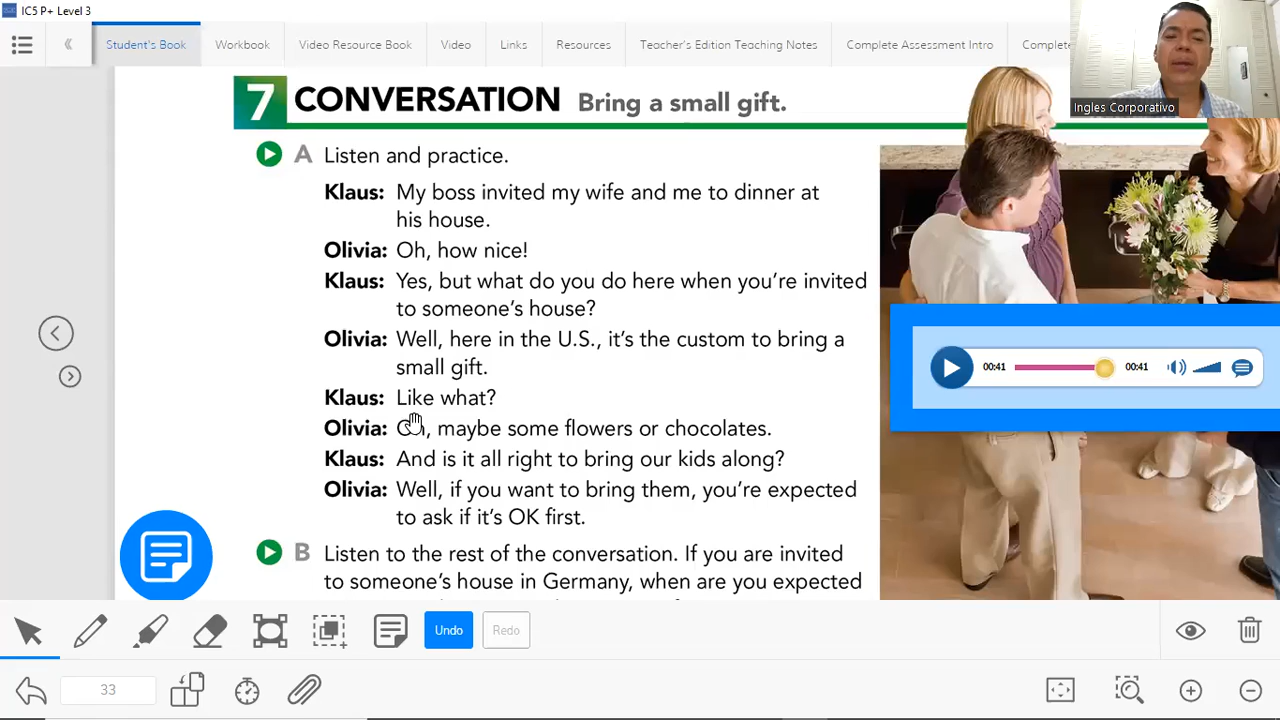 IC5 P+ Level 3
Student's Book Workbook Video Resource Book Video Links Resources Teacher's Edition Teaching Notes Complete Assessment Intro Complete
Ingles Corporativo
7 CONVERSATION Bring a small gift.
A Listen and practice.
Klaus: My boss invited my wife and me to dinner at
his house.
Olivia: Oh, how nice!
Klaus: Yes, but what do you do here when you're invited
to someone's house?
Olivia: Well, here in the U.S., it's the custom to bring a
small gift.
00:41 00:41
Klaus: Like what?
Olivia: Oh, maybe some flowers or chocolates.
Klaus: And is it all right to bring our kids along?
Olivia: Well, if you want to bring them, you're expected
to ask if it's OK first.
B Listen to the rest of the conversation. If you are invited
to someone's house in Germany, when are you expected
Undo Redo
33